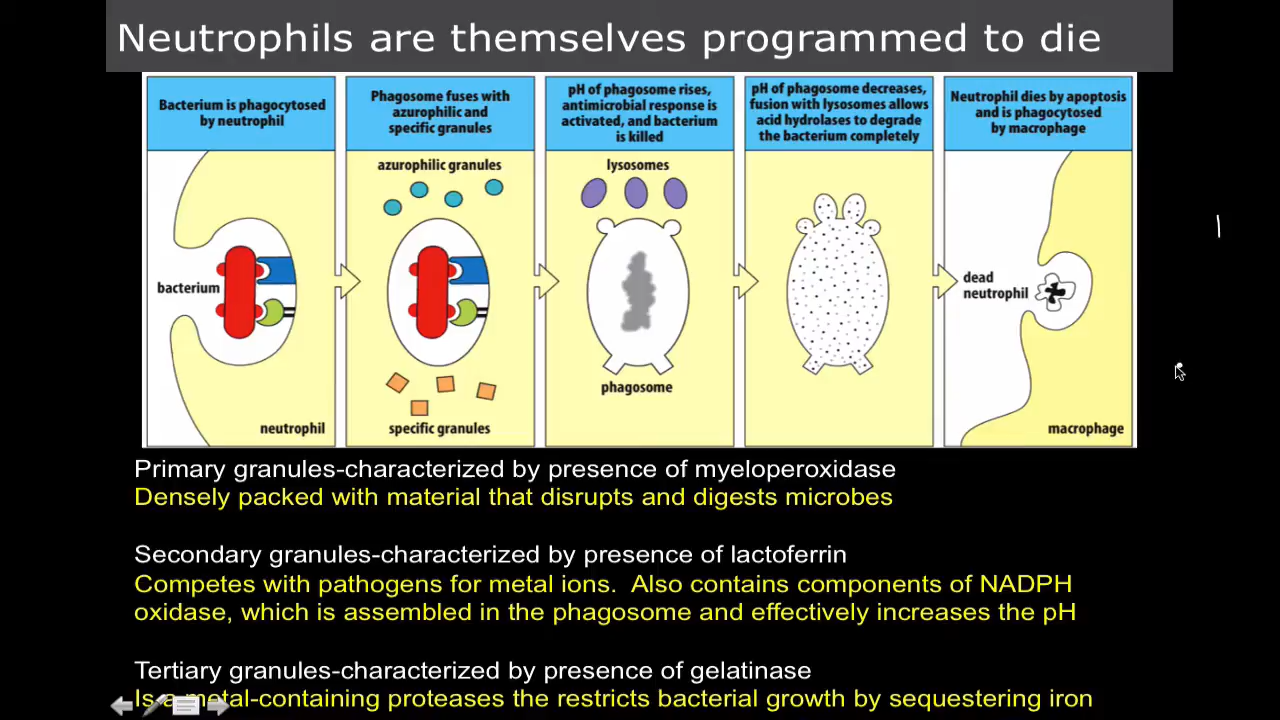 Neutrophils are themselves programmed to die
Bacterium is phagocytosed
by neutrophil
Phagosome fuses with
azurophilic and
specific granules
pH of phagosome rises,
antimicrobial response is
activated, and bacterium
is killed
pH of phagosome decreases,
fusion with lysosomes allows
acid hydrolases to degrade
the bacterium completely
Neutrophil dies by apoptosis
and is phagocytosed
by macrophage
bacterium
neutrophil
azurophilic granules
specific granules
lysosomes
phagosome
dead
neutrophil
macrophage
Primary granules-characterized by presence of myeloperoxidase
Densely packed with material that disrupts and digests microbes
Secondary granules-characterized by presence of lactoferrin
Competes with pathogens for metal ions. Also contains components of NADPH
oxidase, which is assembled in the phagosome and effectively increases the pH
Tertiary granules-characterized by presence of gelatinase
Is a metal-containing proteases the restricts bacterial growth by sequestering iron